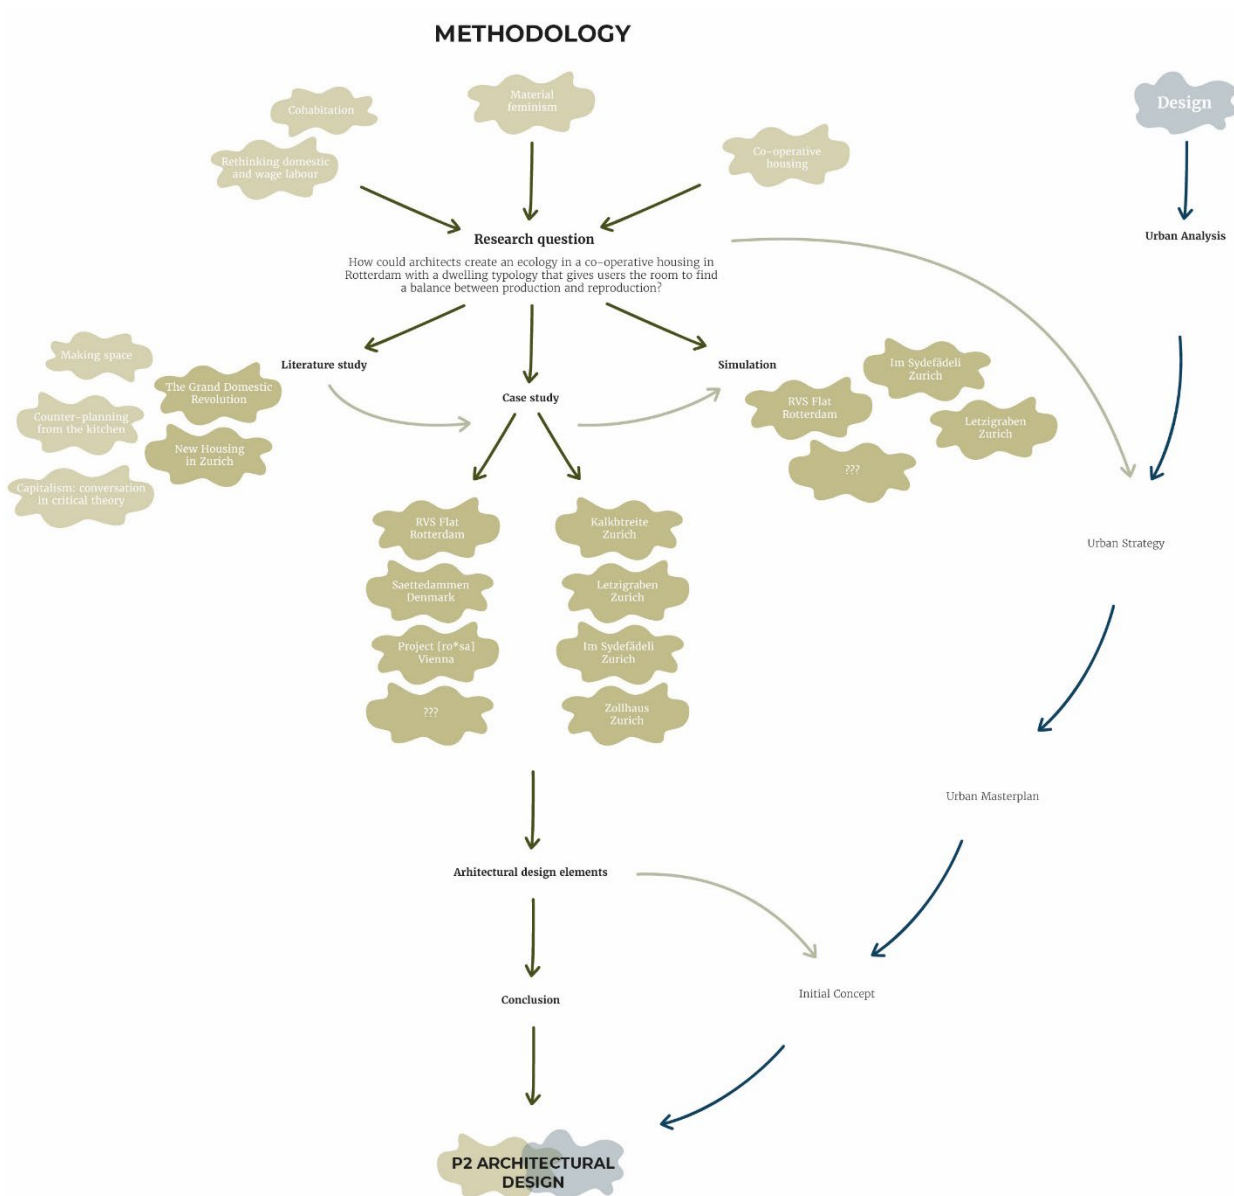 METHODOLOGY
Cohabitation
Material
feminism
Design
Rethinking domestic
and wage labour
Co-operative
housing
Research question
How could architects create an ecology in a co-operative housing in
Rotterdam with a dwelling typology that gives users the room to find
a balance between production and reproduction?
Urban Analysis
Making space
Literature study
The Grand Domestic
Revolution
Counter-planning
from the kitchen
New Housing
in Zurich
Capitalism: conversation
in critical theory
Case study
Simulation
Im Sydefädeli
Zurich
RVS Flat
Rotterdam
Letzigraben
Zurich
???
RVS Flat
Rotterdam
Kalkbtreite
Zurich
Saettedammen
Denmark
Letzigraben
Zurich
Project [ro*sa]
Vienna
Im Sydefädeli
Zurich
???
Zollhaus
Zurich
Urban Strategy
Urban Masterplan
Arhitectural design elements
Conclusion
Initial Concept
P2 ARCHITECTURAL
DESIGN